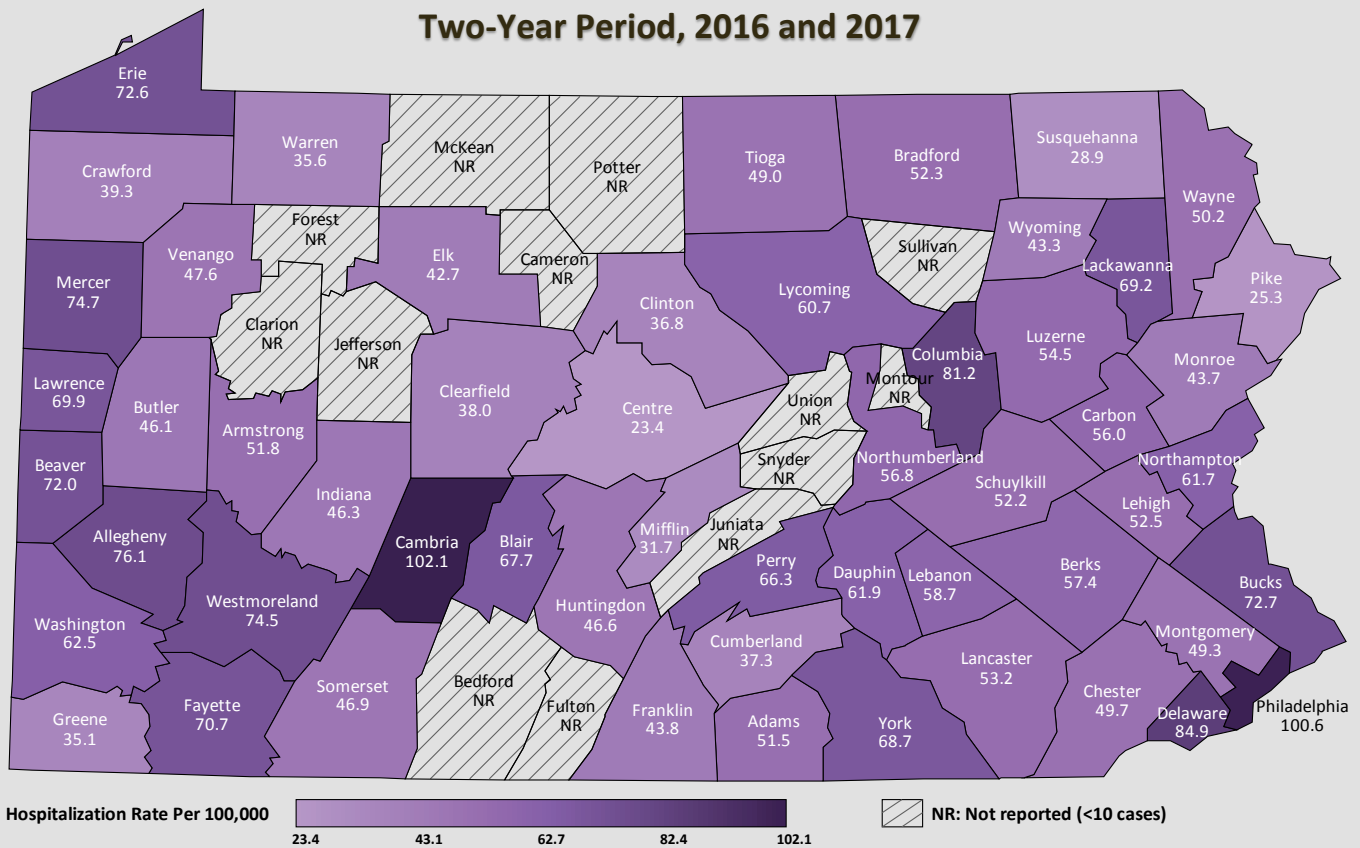 Two-Year Period, 2016 and 2017
Erie
72.6
Warren
35.6
McKean
NR
Potter
NR
Tioga
49.0
Bradford
52.3
Susquehanna
28.9
Wayne
50.2
Crawford
39.3
Forest
NR
Venango
47.6
Elk
42.7
Cameron
NR
Sullivan
NR
Wyoming
43.3
Lackawanna
69.2
Pike
25.3
Mercer
74.7
Clarion
NR
Jefferson
NR
Clinton
36.8
Lycoming
60.7
Columbia
81.2
Luzerne
54.5
Monroe
43.7
Lawrence
69.9
Butler
46.1
Armstrong
51.8
Clearfield
38.0
Centre
23.4
Union
NR
Montour
NR
Carbon
56.0
Beaver
72.0
Indiana
46.3
Snyder
NR
Northumberland
56.8
Schuylkill
52.2
Northampton
61.7
Lehigh
52.5
Allegheny
76.1
Cambria
102.1
Blair
67.7
Mifflin
31.7
Juniata
NR
Perry
66.3
Dauphin
61.9
Lebanon
58.7
Berks
57.4
Bucks
72.7
Westmoreland
74.5
Huntingdon
46.6
Washington
62.5
Cumberland
37.3
Montgomery
49.3
Lancaster
53.2
Somerset
46.9
Bedford
NR
Fulton
NR
Franklin
43.8
Adams
51.5
York
68.7
Chester
49.7
Delaware
84.9
Philadelphia
100.6
Greene
35.1
Fayette
70.7
Hospitalization Rate Per 100,000
23.4 43.1 62.7 82.4 102.1
NR: Not reported (<10 cases)